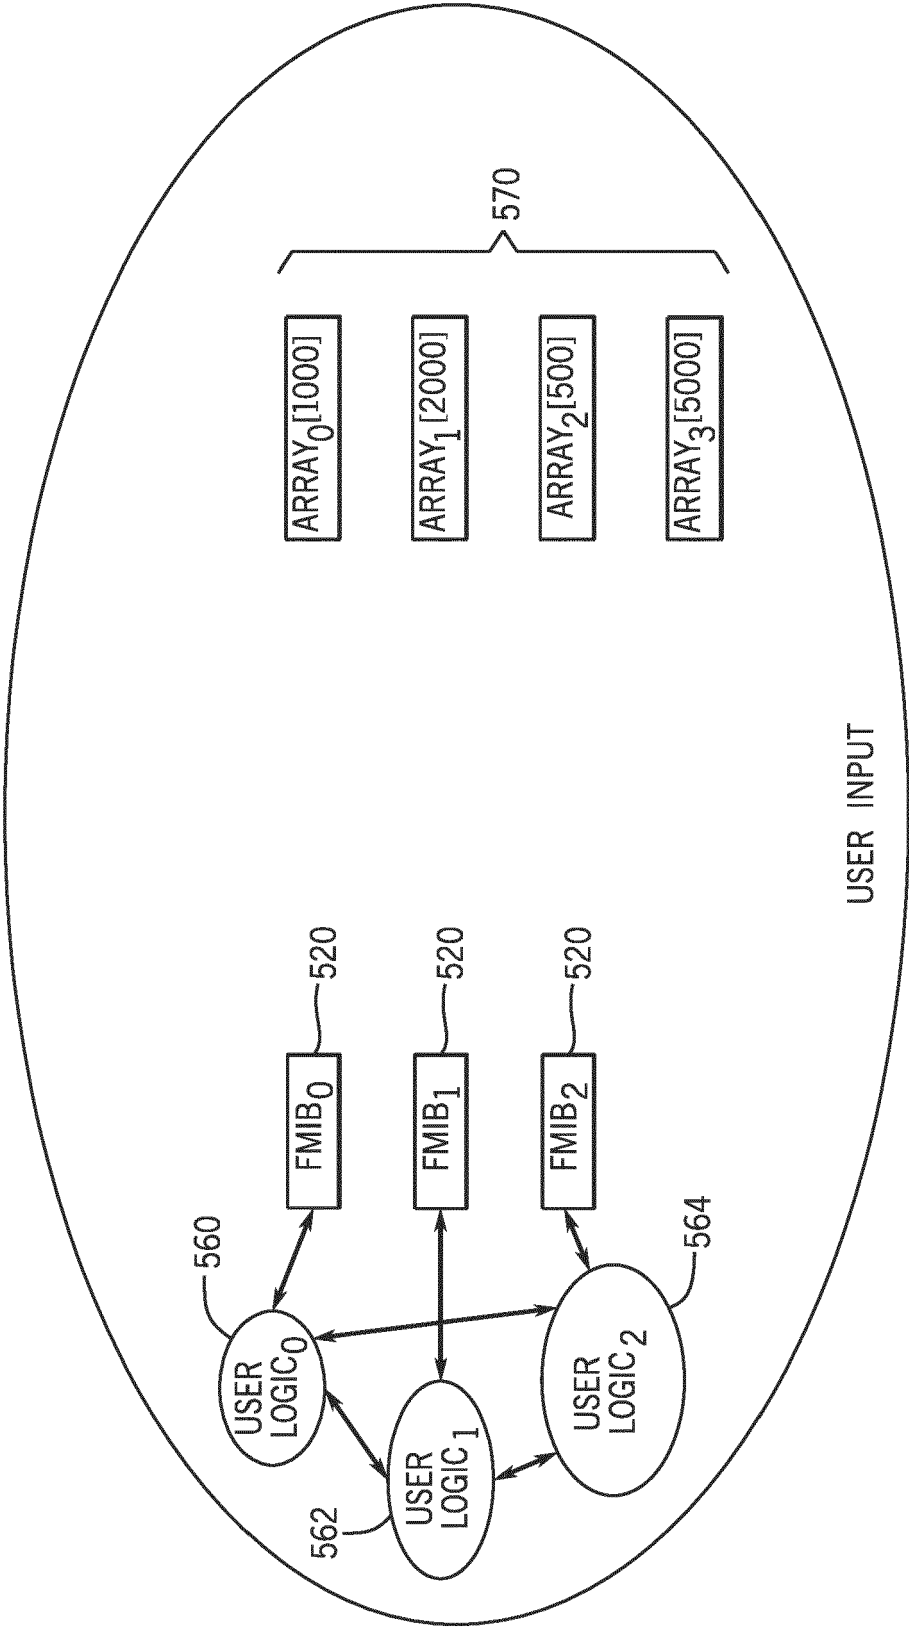 560
USER
LOGIC0
562
USER
LOGIC1
USER
LOGIC2
564
FMIB0
520
FMIB1
520
FMIB2
520
ARRAY0[1000]
ARRAY1[2000]
ARRAY2[500]
ARRAY3[5000]
570
USER INPUT